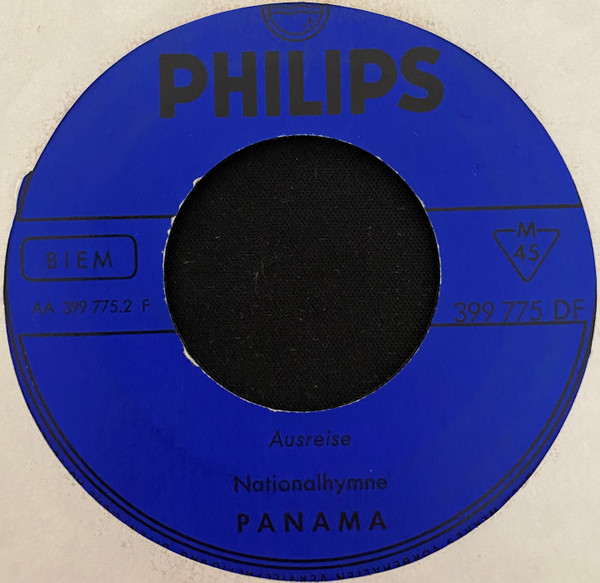 PHILIPS
BIEM
M
45
AA 399 775.2 F
399 775 DF
Ausreise
Nationalhymne
PANAMA